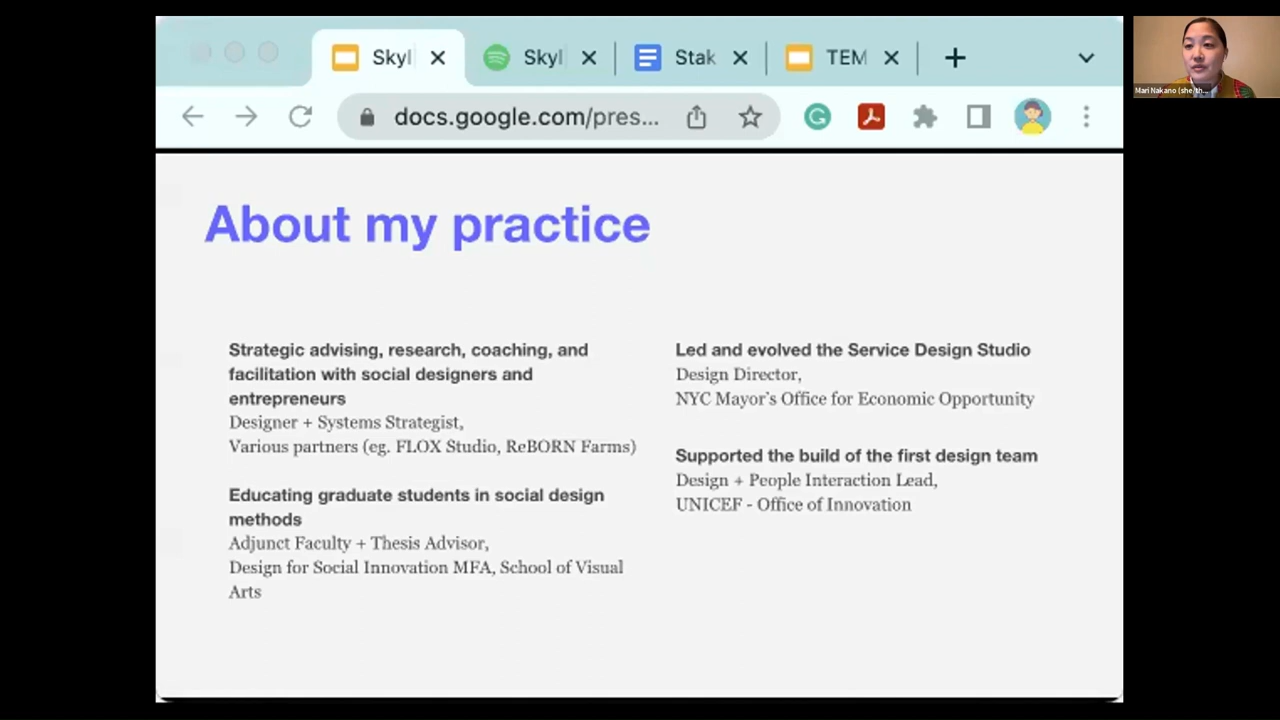 Skyl
Skyl
Stak
TEM
docs.google.com/pres...
Mari Nakano (she/th...
About my practice
Strategic advising, research, coaching, and
facilitation with social designers and
entrepreneurs
Designer + Systems Strategist,
Various partners (eg. FLOX Studio, ReBORN Farms)
Educating graduate students in social design
methods
Adjunct Faculty + Thesis Advisor,
Design for Social Innovation MFA, School of Visual
Arts
Led and evolved the Service Design Studio
Design Director,
NYC Mayor's Office for Economic Opportunity
Supported the build of the first design team
Design + People Interaction Lead,
UNICEF - Office of Innovation